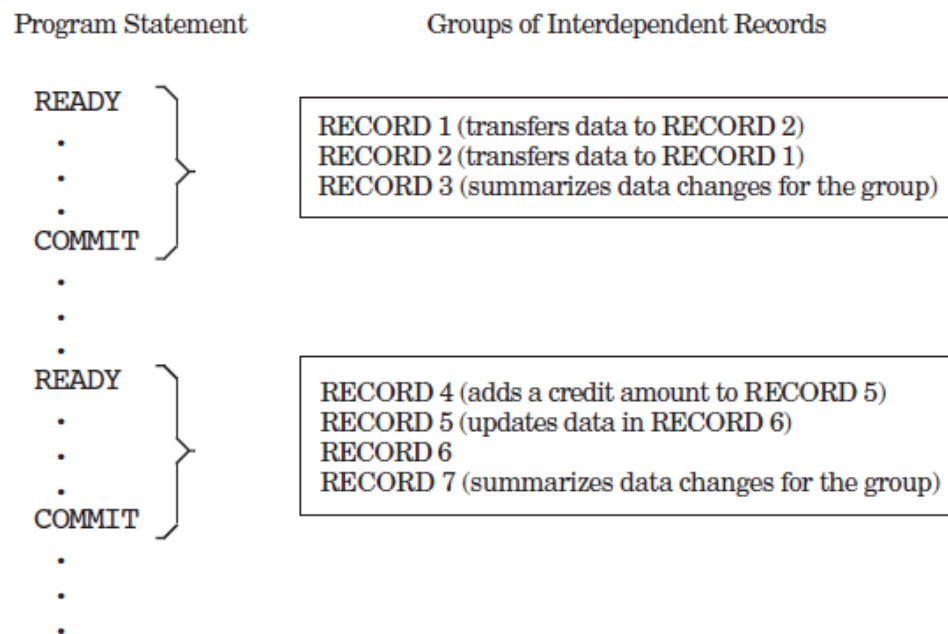 Program Statement Groups of Interdependent Records
READY
.
.
.
COMMIT
RECORD 1 (transfers data to RECORD 2)
RECORD 2 (transfers data to RECORD 1)
RECORD 3 (summarizes data changes for the group)
.
.
.
READY
.
.
.
COMMIT
RECORD 4 (adds a credit amount to RECORD 5)
RECORD 5 (updates data in RECORD 6)
RECORD 6
RECORD 7 (summarizes data changes for the group)
.
.
.